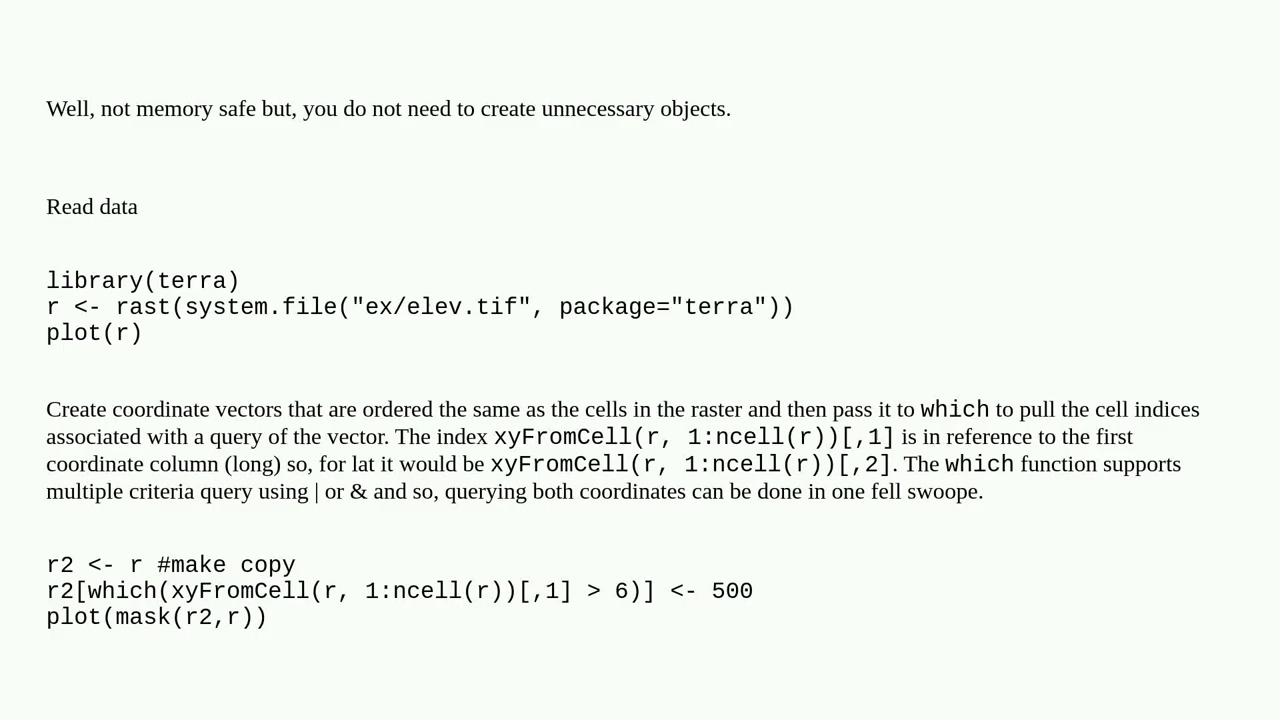 Well, not memory safe but, you do not need to create unnecessary objects.
Read data
library(terra)
r <- rast(system.file("ex/elev.tif", package="terra"))
plot(r)
Create coordinate vectors that are ordered the same as the cells in the raster and then pass it to which to pull the cell indices
associated with a query of the vector. The index xyFromCell(r, 1:ncell(r))[,1] is in reference to the first
coordinate column (long) so, for lat it would be xyFromCell(r, 1:ncell(r))[,2]. The which function supports
multiple criteria query using | or & and so, querying both coordinates can be done in one fell swoope.
r2 <- r #make copy
r2[which(xyFromCell(r, 1:ncell(r))[,1] > 6)] <- 500
plot(mask(r2,r))